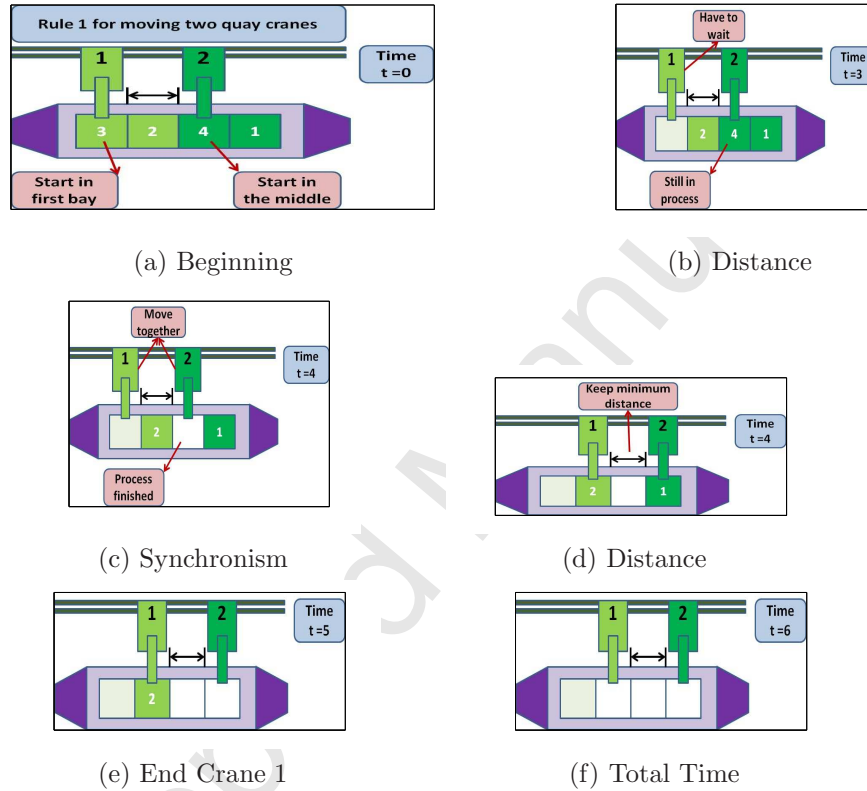 Rule 1 for moving two quay cranes
Time
t =0
1
2
3
2
4
1
Start in
first bay
Start in
the middle
(a) Beginning
Have to
wait
Time
t =3
1
2
2
4
1
Still in
process
(b) Distance
Move
together
Time
t =4
1
2
2
1
Process
finished
(c) Synchronism
Keep minimum
distance
Time
t =4
1
2
2
1
(d) Distance
Time
t =5
1
2
2
(e) End Crane 1
Time
t =6
1
2
(f) Total Time